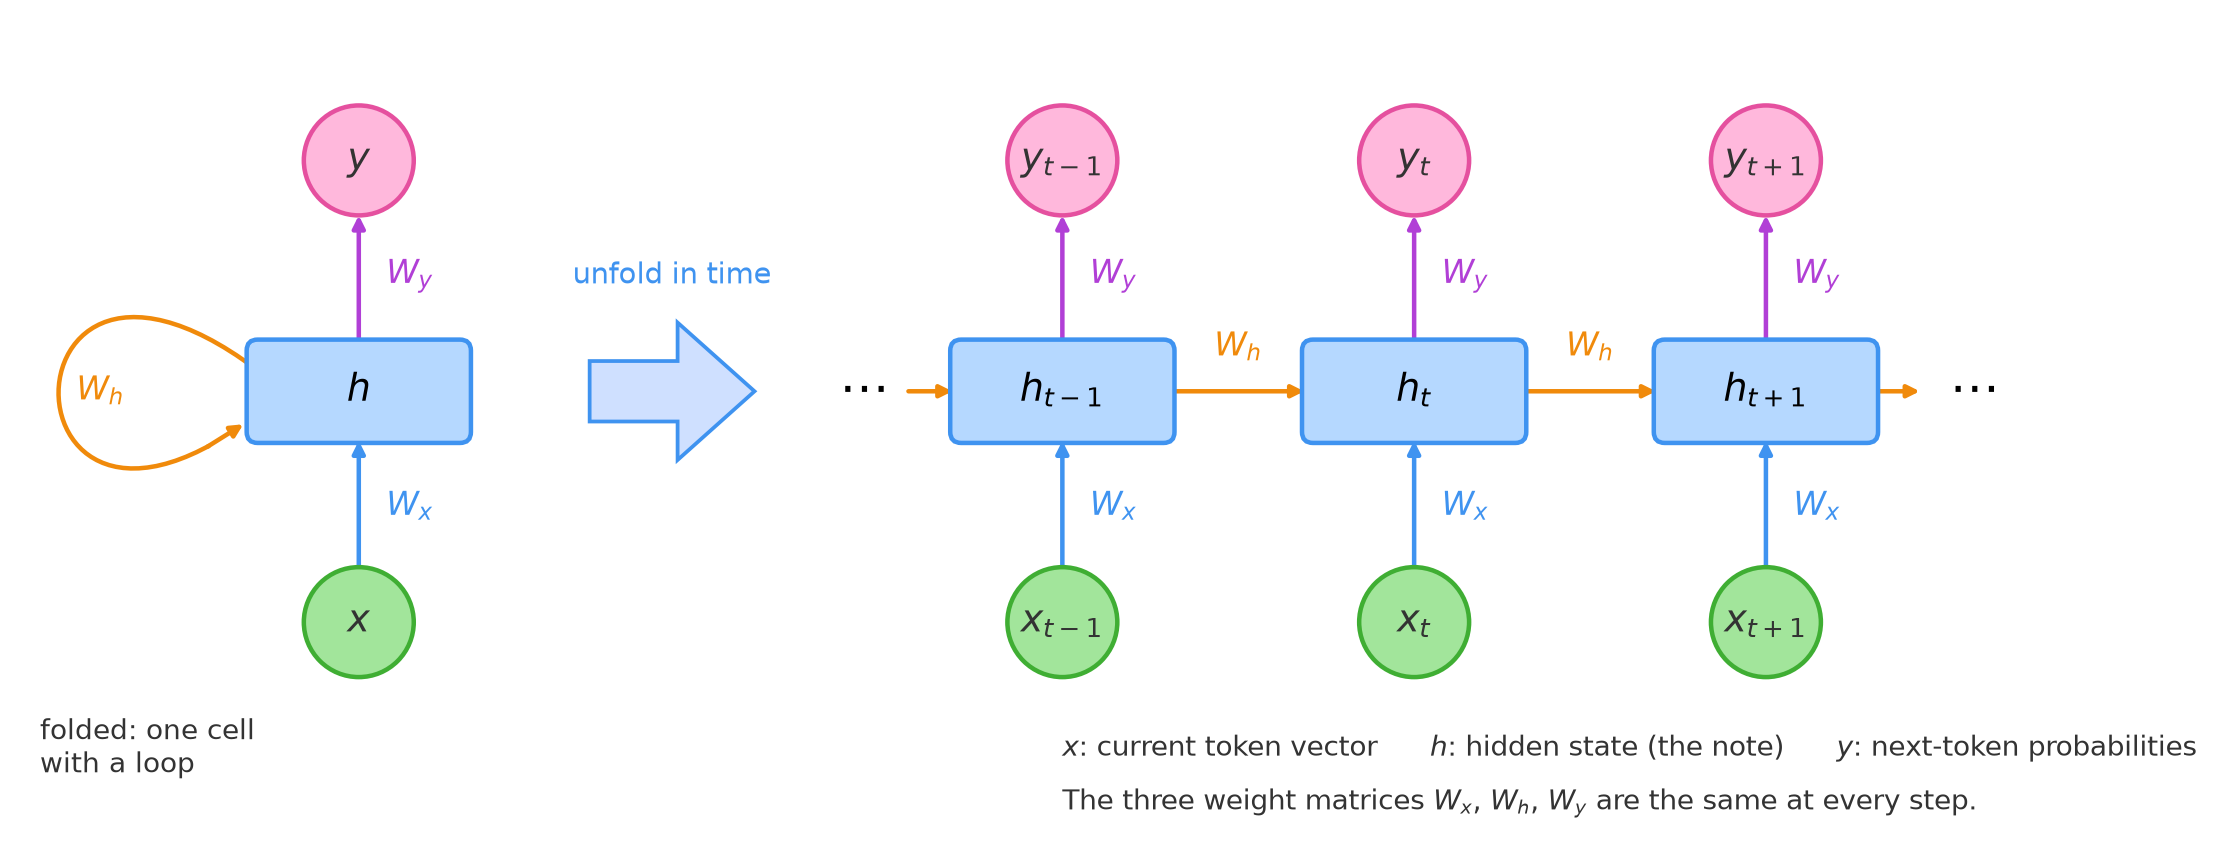 y
y_{t−1}
y_t
y_{t+1}
W_y
unfold in time
W_y
W_y
W_y
W_h
h
W_h
W_h
...
h_{t−1}
h_t
h_{t+1}
...
W_x
W_x
W_x
W_x
x
x_{t−1}
x_t
x_{t+1}
folded: one cell
with a loop
x: current token vector h: hidden state (the note) y: next-token probabilities
The three weight matrices W_x, W_h, W_y are the same at every step.